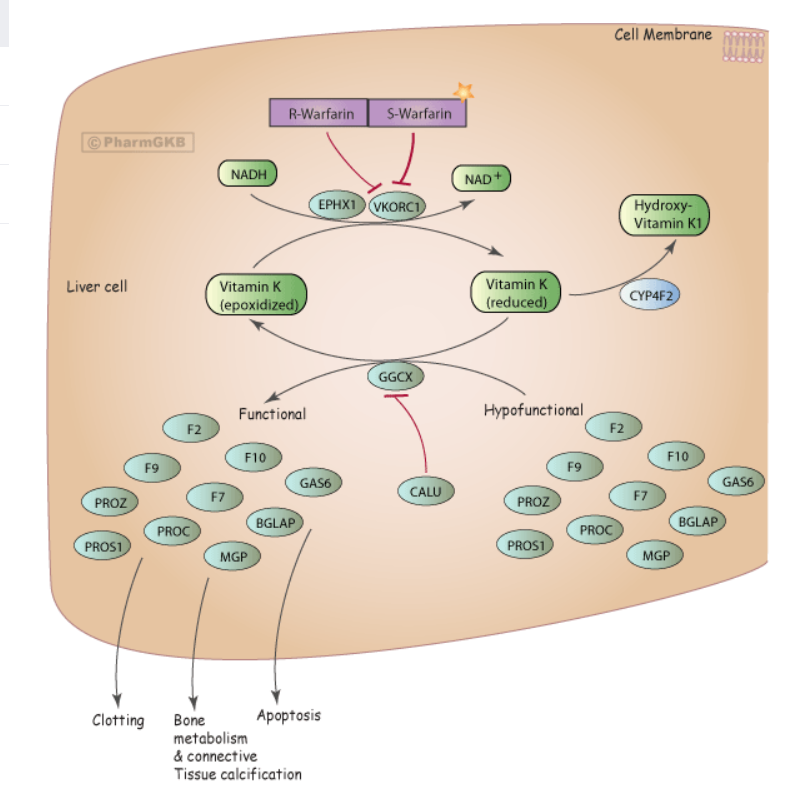 Cell Membrane
R-Warfarin
S-Warfarin
© PharmGKB
NADH
NAD+
EPHX1
VKORC1
Hydroxy-
Vitamin K1
Liver cell
Vitamin K
(epoxidized)
Vitamin K
(reduced)
CYP4F2
GGCX
Functional
Hypofunctional
F2
F10
F9
GAS6
F7
PROZ
BGLAP
PROC
PROS1
MGP
CALU
F2
F10
F9
GAS6
F7
PROZ
BGLAP
PROC
PROS1
MGP
Clotting
Bone
metabolism
& connective
Tissue calcification
Apoptosis